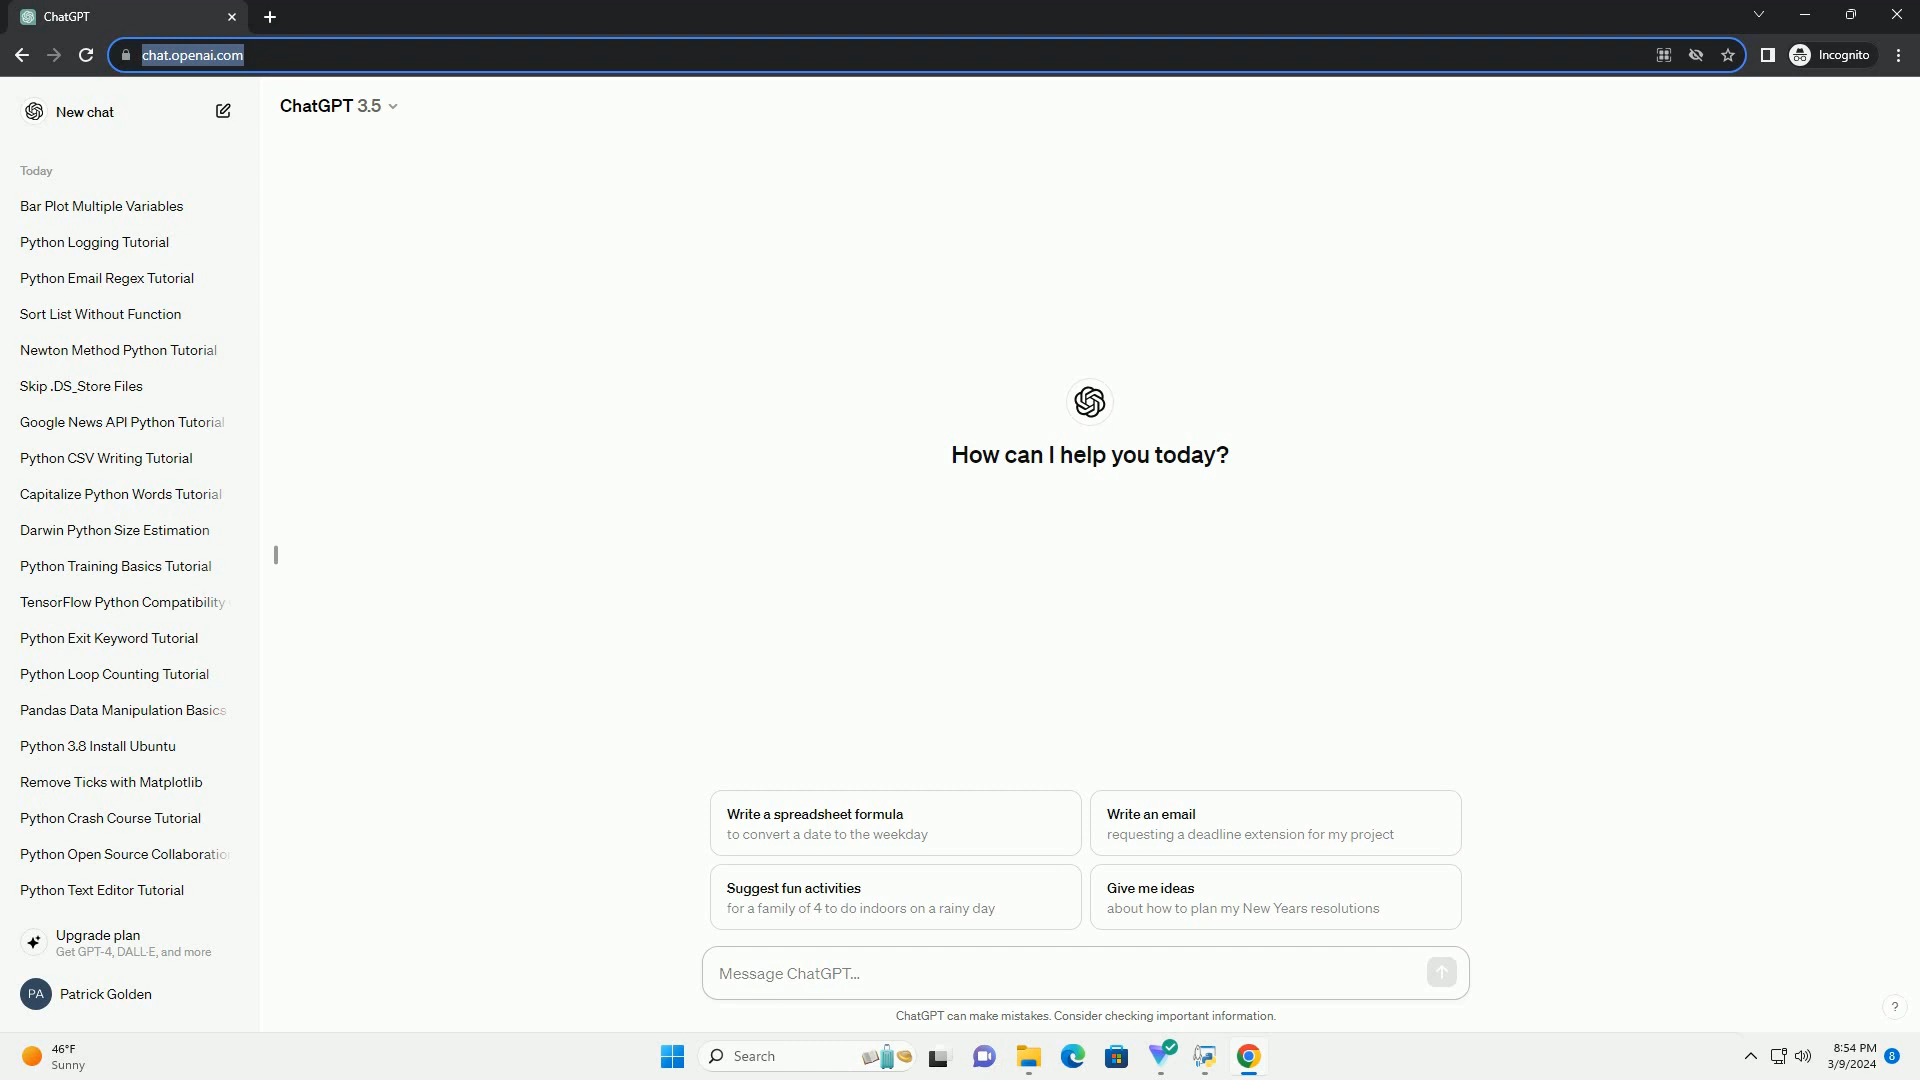 ChatGPT
chat.openai.com
Incognito
New chat
ChatGPT 3.5
Today
Bar Plot Multiple Variables
Python Logging Tutorial
Python Email Regex Tutorial
Sort List Without Function
Newton Method Python Tutorial
Skip .DS_Store Files
Google News API Python Tutorial
Python CSV Writing Tutorial
Capitalize Python Words Tutorial
Darwin Python Size Estimation
Python Training Basics Tutorial
TensorFlow Python Compatibility
Python Exit Keyword Tutorial
Python Loop Counting Tutorial
Pandas Data Manipulation Basics
Python 3.8 Install Ubuntu
Remove Ticks with Matplotlib
Python Crash Course Tutorial
Python Open Source Collaboration
Python Text Editor Tutorial
Upgrade plan
Get GPT-4, DALL·E, and more
PA Patrick Golden
How can I help you today?
Write a spreadsheet formula
to convert a date to the weekday
Write an email
requesting a deadline extension for my project
Suggest fun activities
for a family of 4 to do indoors on a rainy day
Give me ideas
about how to plan my New Years resolutions
Message ChatGPT...
ChatGPT can make mistakes. Consider checking important information.
?
46°F
Sunny
Search
8:54 PM
3/9/2024
8